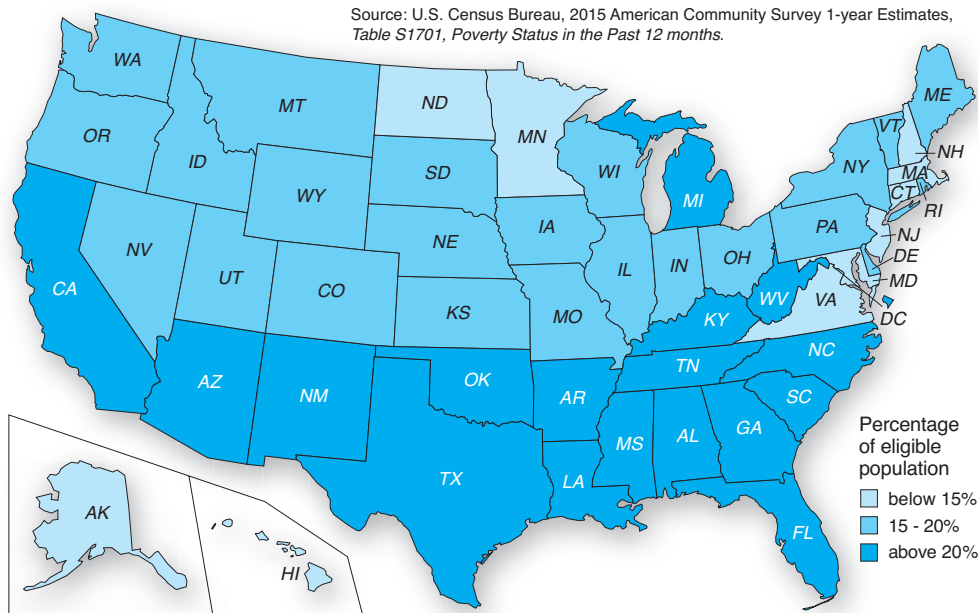 Source: U.S. Census Bureau, 2015 American Community Survey 1-year Estimates,
Table S1701, Poverty Status in the Past 12 months.
WA
MT
ND
MN
ME
VT
OR
ID
WY
SD
WI
MI
NY
NH
MA
CT
RI
NV
UT
CO
NE
IA
IL
IN
OH
PA
NJ
DE
MD
DC
CA
KS
MO
KY
WV
VA
AZ
NM
OK
AR
TN
NC
SC
TX
LA
MS
AL
GA
FL
AK
HI
Percentage
of eligible
population
below 15%
15 - 20%
above 20%